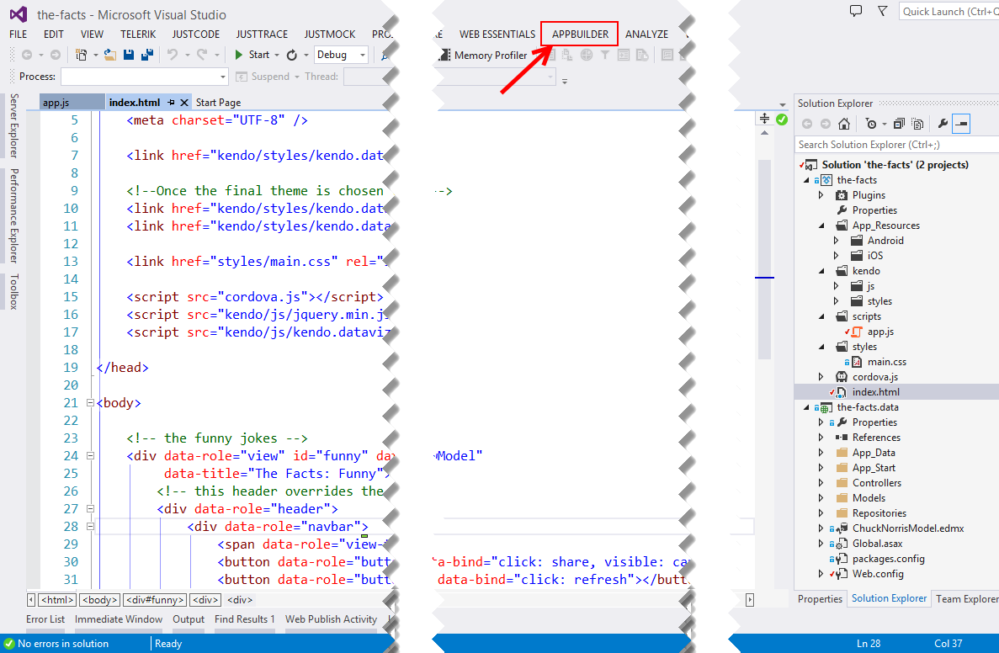 the-facts - Microsoft Visual Studio
Quick Launch (Ctrl+Q
FILE EDIT VIEW TELERIK JUSTCODE JUSTTRACE JUSTMOCK WEB ESSENTIALS APPBUILDER ANALYZE
Start Debug Memory Profiler
Process: Suspend Thread:
app.js index.html Start Page
Server Explorer
Performance Explorer
Toolbox
5 <meta charset="UTF-8" />
6
7 <link href="kendo/styles/kendo.dat
8
9 <!--Once the final theme is chosen -->
10 <link href="kendo/styles/kendo.dat
11 <link href="kendo/styles/kendo.data
12
13 <link href="styles/main.css" rel="
14
15 <script src="cordova.js"></script>
16 <script src="kendo/js/jquery.min.js
17 <script src="kendo/js/kendo.dataviz
18
19 </head>
20
21 <body>
22
23 <!-- the funny jokes -->
24 <div data-role="view" id="funny" da Model"
25 data-title="The Facts: Funny">
26 <!-- this header overrides the
27 <div data-role="header">
28 <div data-role="navbar">
29 <span data-role="view-
30 <button data-role="butt ta-bind="click: share, visible: ca
31 <button data-role="butt data-bind="click: refresh"></butt
<html> <body> <div#funny> <div> <div>
Error List Immediate Window Output Find Results 1 Web Publish Activity
No errors in solution Ready Ln 28 Col 37
Solution Explorer
Search Solution Explorer (Ctrl+;)
Solution 'the-facts' (2 projects)
the-facts
Plugins
Properties
App_Resources
Android
iOS
kendo
js
styles
scripts
app.js
styles
main.css
cordova.js
index.html
the-facts.data
Properties
References
App_Data
App_Start
Controllers
Models
Repositories
ChuckNorrisModel.edmx
Global.asax
packages.config
Web.config
Properties Solution Explorer Team Explorer